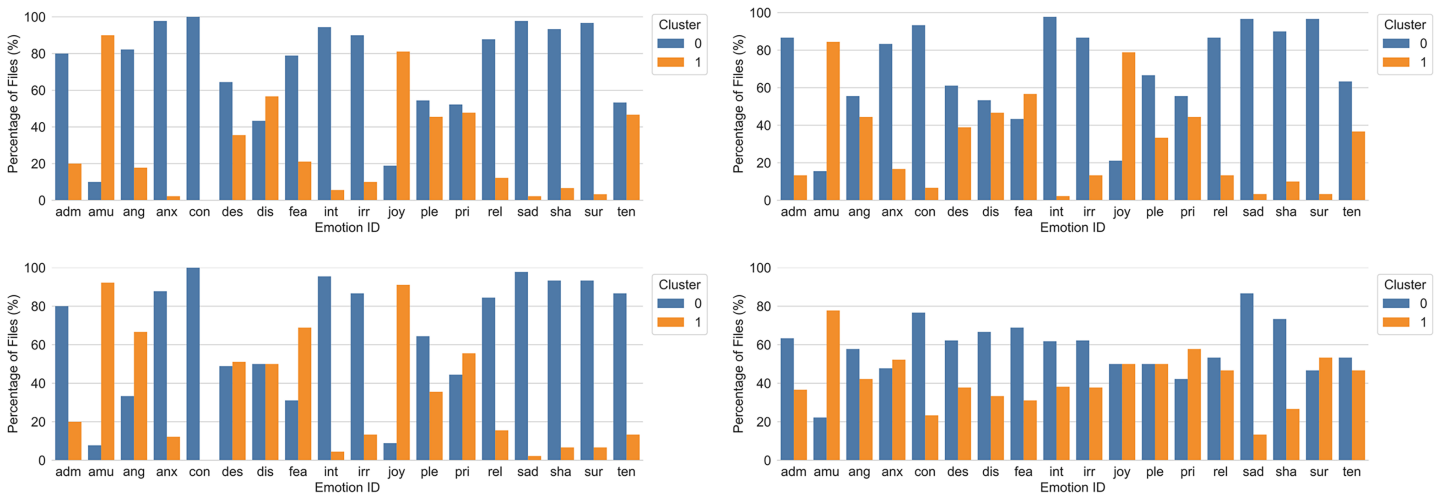 Percentage of Files (%)
100
80
60
40
20
0
adm amu ang anx con des dis fea int irr joy ple pri rel sad sha sur ten
Emotion ID
Cluster
0
1
Percentage of Files (%)
100
80
60
40
20
0
adm amu ang anx con des dis fea int irr joy ple pri rel sad sha sur ten
Emotion ID
Cluster
0
1
Percentage of Files (%)
100
80
60
40
20
0
adm amu ang anx con des dis fea int irr joy ple pri rel sad sha sur ten
Emotion ID
Cluster
0
1
Percentage of Files (%)
100
80
60
40
20
0
adm amu ang anx con des dis fea int irr joy ple pri rel sad sha sur ten
Emotion ID
Cluster
0
1